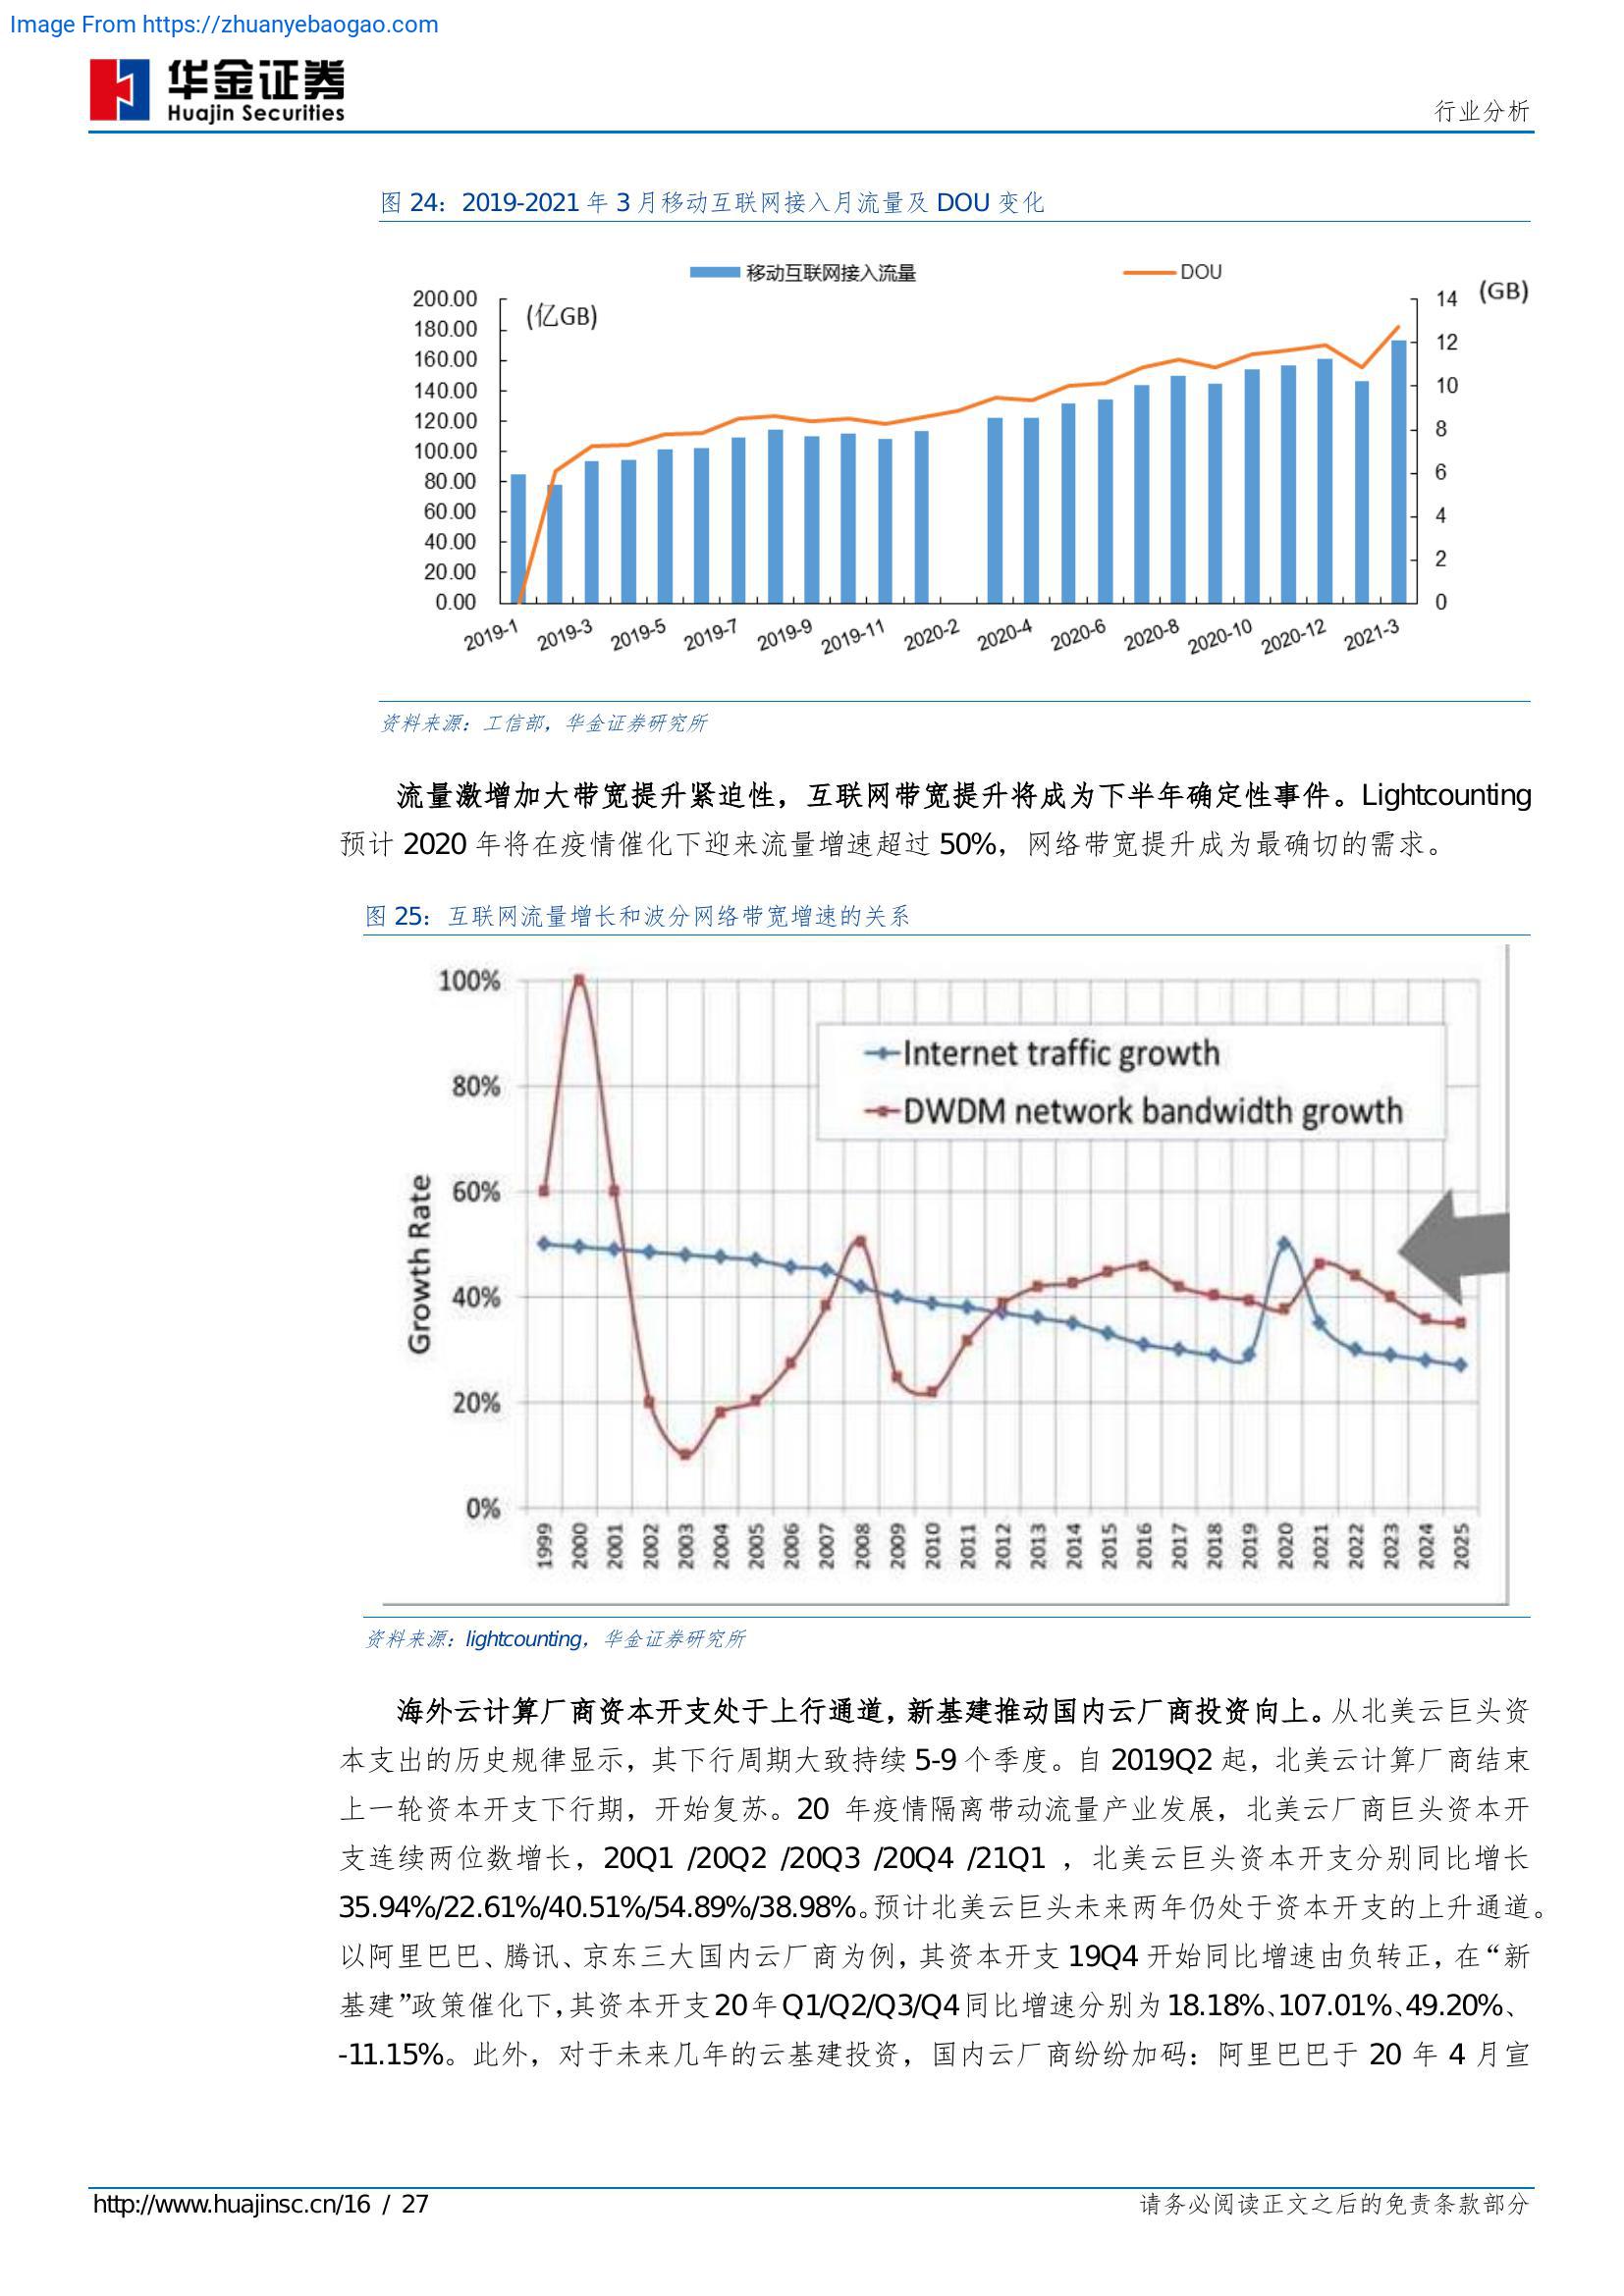 Image From https://zhuanyebaogao.com
华金证券
Huajin Securities
行业分析
图 24：2019-2021 年 3 月移动互联网接入月流量及 DOU 变化
移动互联网接入流量
DOU
(亿GB)
(GB)
200.00
180.00
160.00
140.00
120.00
100.00
80.00
60.00
40.00
20.00
0.00
14
12
10
8
6
4
2
0
2019-1
2019-3
2019-5
2019-7
2019-9
2019-11
2020-2
2020-4
2020-6
2020-8
2020-10
2020-12
2021-3
资料来源：工信部，华金证券研究所
流量激增加大带宽提升紧迫性，互联网带宽提升将成为下半年确定性事件。Lightcounting
预计 2020 年将在疫情催化下迎来流量增速超过 50%，网络带宽提升成为最确切的需求。
图 25：互联网流量增长和波分网络带宽增速的关系
Internet traffic growth
DWDM network bandwidth growth
Growth Rate
100%
80%
60%
40%
20%
0%
1999
2000
2001
2002
2003
2004
2005
2006
2007
2008
2009
2010
2011
2012
2013
2014
2015
2016
2017
2018
2019
2020
2021
2022
2023
2024
2025
资料来源：lightcounting，华金证券研究所
海外云计算厂商资本开支处于上行通道，新基建推动国内云厂商投资向上。从北美云巨头资
本支出的历史规律显示，其下行周期大致持续 5-9 个季度。自 2019Q2 起，北美云计算厂商结束
上一轮资本开支下行期，开始复苏。20 年疫情隔离带动流量产业发展，北美云厂商巨头资本开
支连续两位数增长，20Q1 /20Q2 /20Q3 /20Q4 /21Q1 ，北美云巨头资本开支分别同比增长
35.94%/22.61%/40.51%/54.89%/38.98%。预计北美云巨头未来两年仍处于资本开支的上升通道。
以阿里巴巴、腾讯、京东三大国内云厂商为例，其资本开支 19Q4 开始同比增速由负转正，在“新
基建”政策催化下，其资本开支 20 年 Q1/Q2/Q3/Q4 同比增速分别为 18.18%、107.01%、49.20%、
-11.15%。此外，对于未来几年的云基建投资，国内云厂商纷纷加码：阿里巴巴于 20 年 4 月宣
http://www.huajinsc.cn/16 / 27
请务必阅读正文之后的免责条款部分